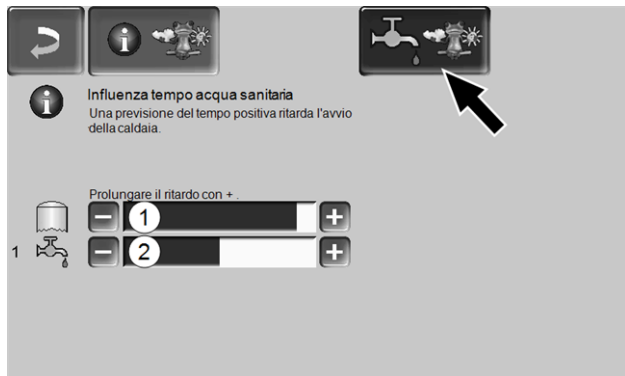 Influenza tempo acqua sanitaria
Una previsione del tempo positiva ritarda l'avvio
della caldaia.
Prolungare il ritardo con + .
1
1 2